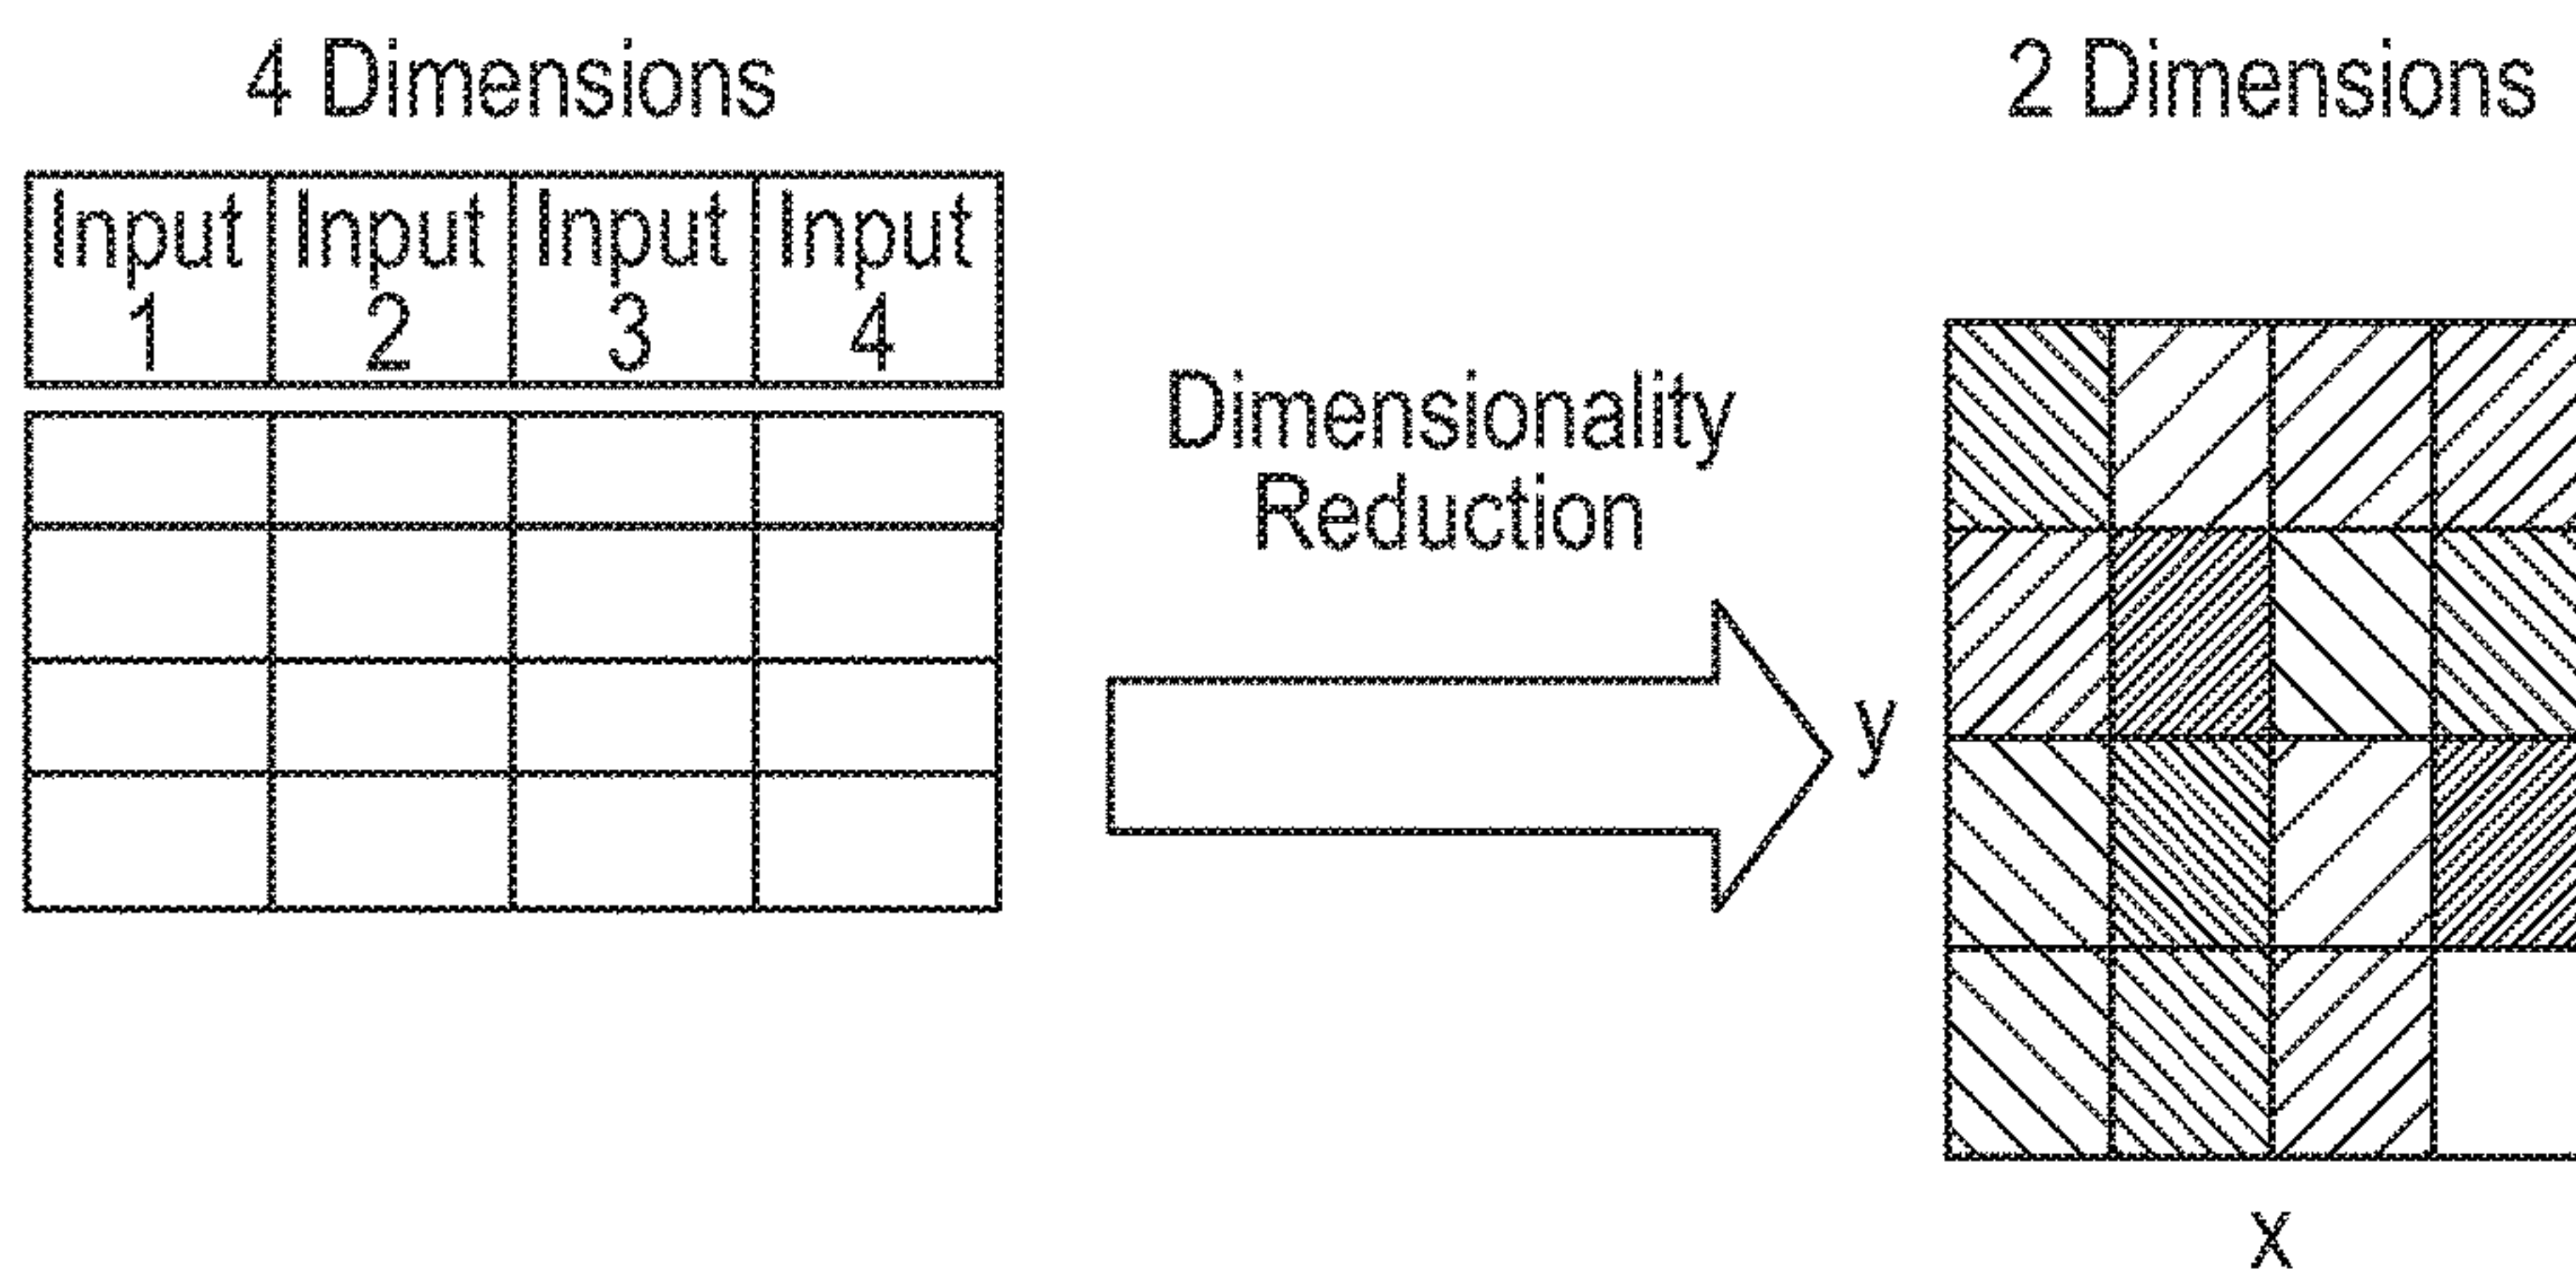 4 Dimensions
2 Dimensions
Input Input Input Input
1 2 3 4
Dimensionality
Reduction
y
x